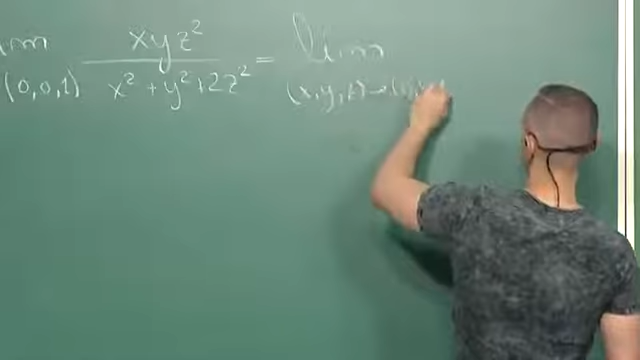 xyz²
lim ——— = lim
(0,0,1) x² + y² + 2z² (x,y,z)→